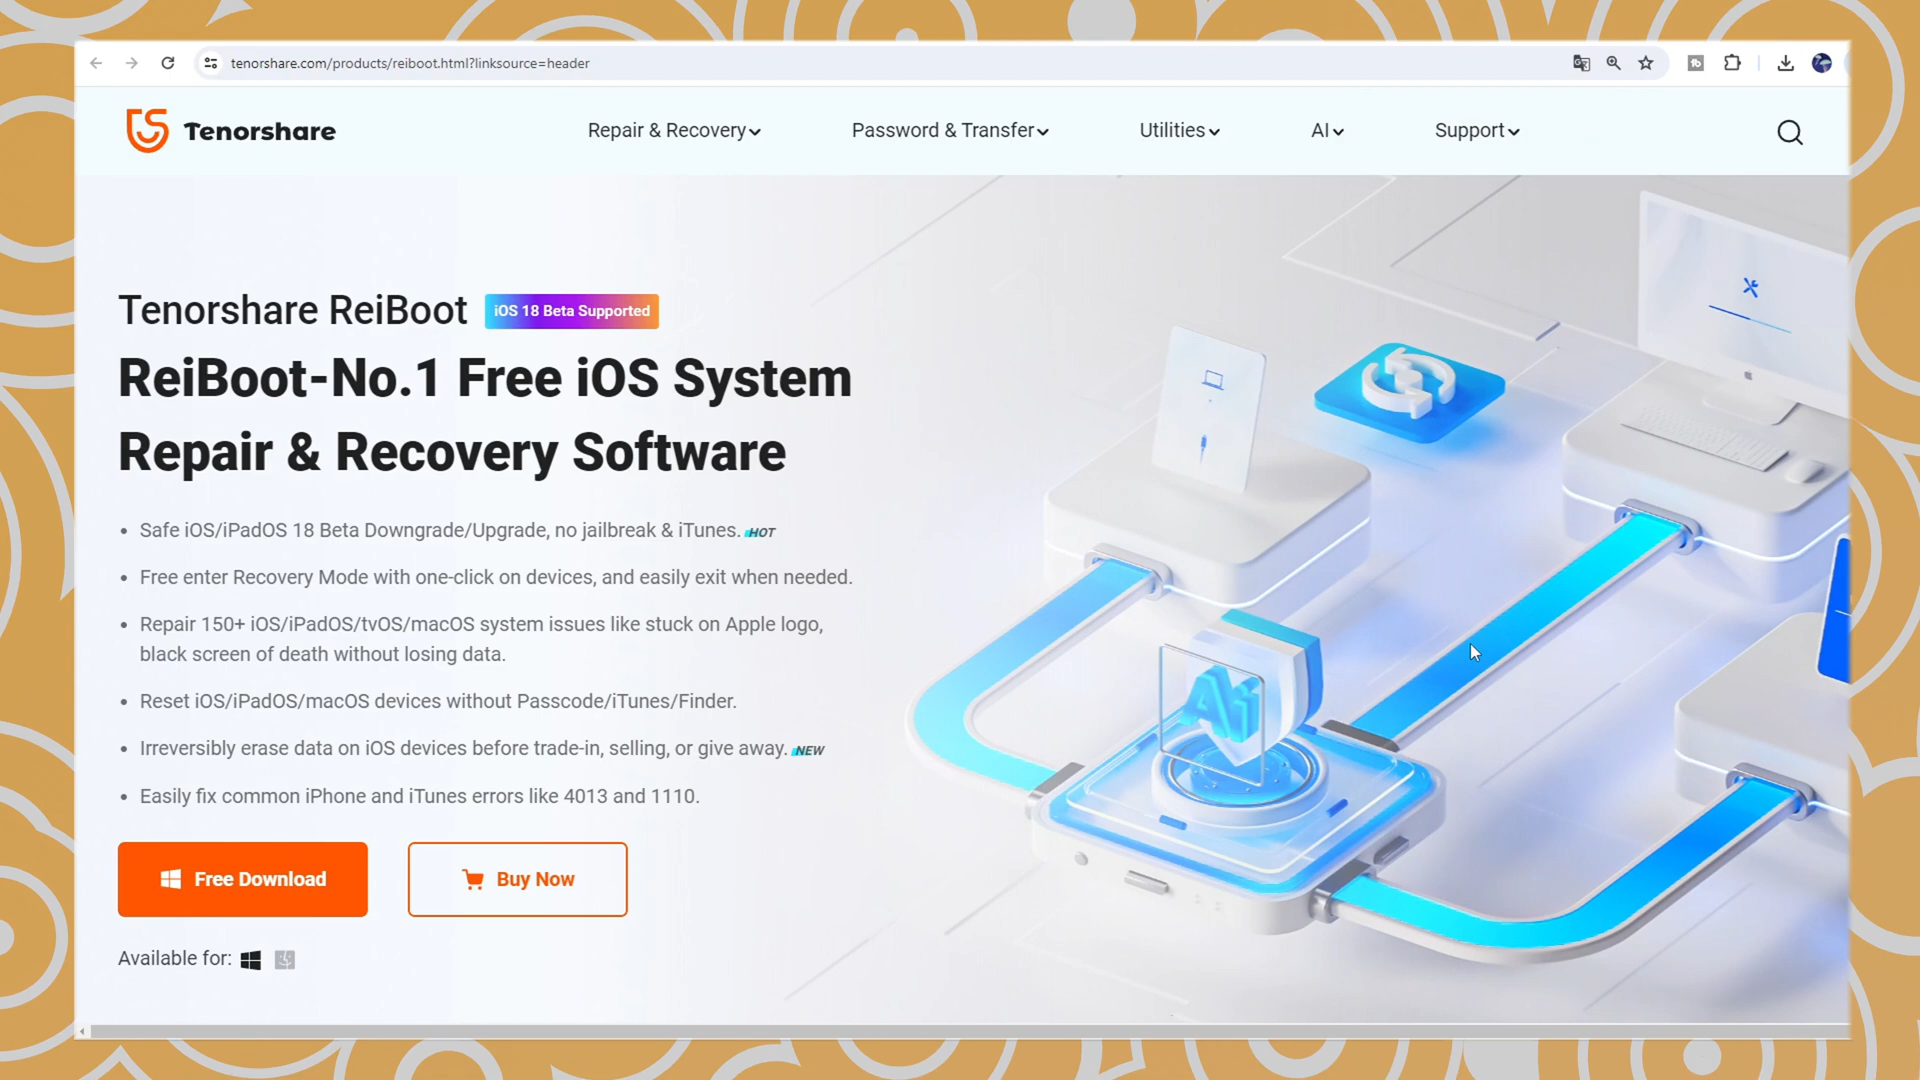 tenorshare.com/products/reiboot.html?linksource=header
Tenorshare
Repair & Recovery
Password & Transfer
Utilities
AI
Support
Tenorshare ReiBoot
iOS 18 Beta Supported
ReiBoot-No.1 Free iOS System
Repair & Recovery Software
• Safe iOS/iPadOS 18 Beta Downgrade/Upgrade, no jailbreak & iTunes. HOT
• Free enter Recovery Mode with one-click on devices, and easily exit when needed.
• Repair 150+ iOS/iPadOS/tvOS/macOS system issues like stuck on Apple logo,
black screen of death without losing data.
• Reset iOS/iPadOS/macOS devices without Passcode/iTunes/Finder.
• Irreversibly erase data on iOS devices before trade-in, selling, or give away. NEW
• Easily fix common iPhone and iTunes errors like 4013 and 1110.
Ai
Free Download
Buy Now
Available for: